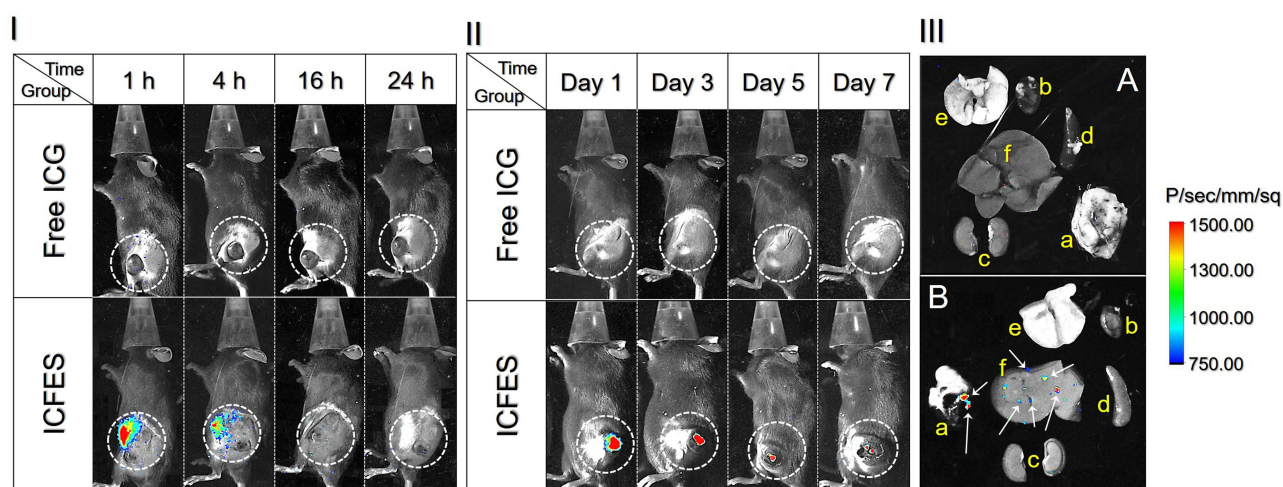 I
Time
Group
1 h
4 h
16 h
24 h
Free ICG
ICFES
II
Time
Group
Day 1
Day 3
Day 5
Day 7
Free ICG
ICFES
III
A
e
b
d
f
a
c
B
e
b
f
a
d
c
P/sec/mm/sq
1500.00
1300.00
1000.00
750.00